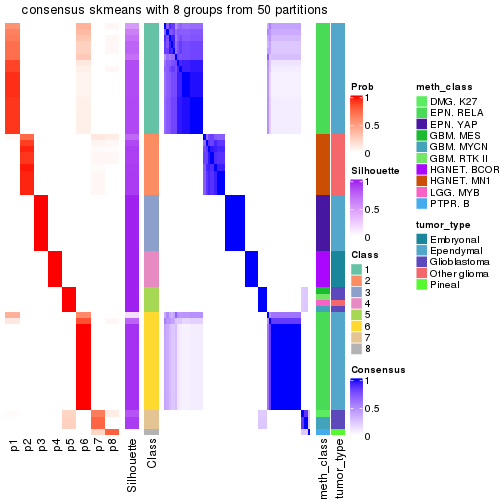 consensus skmeans with 8 groups from 50 partitions
p1
p2
p3
p4
p5
p6
p7
p8
Silhouette
Class
meth_class
tumor_type
Prob
1
0.5
0
Silhouette
1
0.5
0
Class
1
2
3
4
5
6
7
8
Consensus
1
0.5
0
meth_class
DMG. K27
EPN. RELA
EPN. YAP
GBM. MES
GBM. MYCN
GBM. RTK II
HGNET. BCOR
HGNET. MN1
LGG. MYB
PTPR. B
tumor_type
Embryonal
Ependymal
Glioblastoma
Other glioma
Pineal